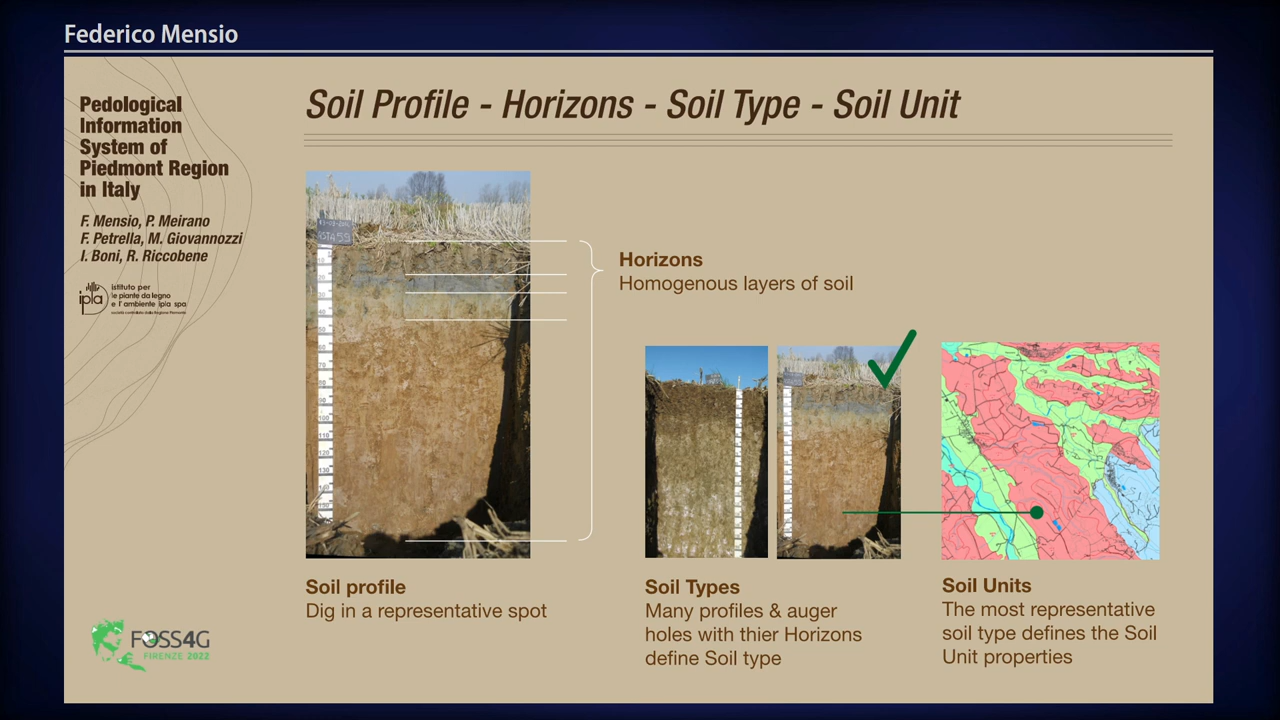 Federico Mensio
Pedological
Information
System of
Piedmont Region
in Italy
F. Mensio, P. Meirano
F. Petrella, M. Giovannozzi
I. Boni, R. Riccobene
ipla
istituto per
le piante da legno
e l'ambiente ipla spa
società controllata dalla Regione Piemonte
FOSS4G
FIRENZE 2022
Soil Profile - Horizons - Soil Type - Soil Unit
Horizons
Homogenous layers of soil
Soil profile
Dig in a representative spot
Soil Types
Many profiles & auger
holes with thier Horizons
define Soil type
Soil Units
The most representative
soil type defines the Soil
Unit properties